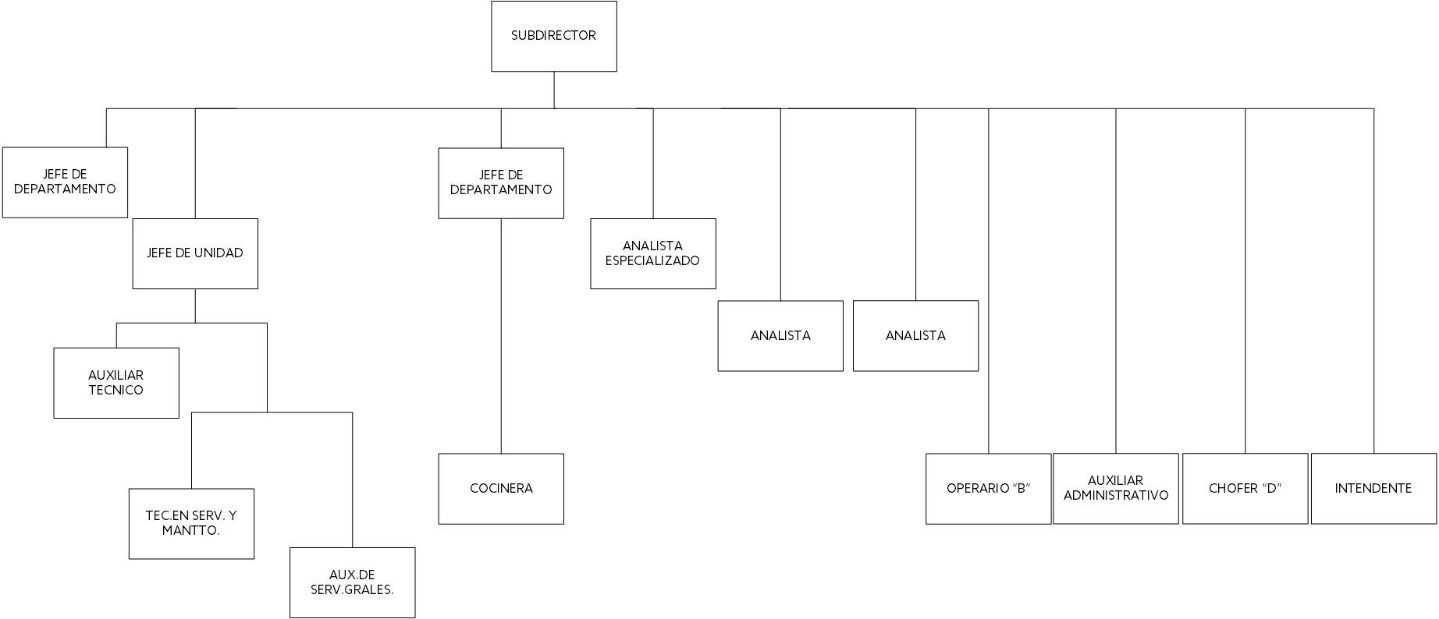 SUBDIRECTOR
JEFE DE
DEPARTAMENTO
JEFE DE
DEPARTAMENTO
JEFE DE UNIDAD
ANALISTA
ESPECIALIZADO
ANALISTA
ANALISTA
AUXILIAR
TECNICO
COCINERA
OPERARIO "B"
AUXILIAR
ADMINISTRATIVO
CHOFER "D"
INTENDENTE
TEC.EN SERV. Y
MANTTO.
AUX.DE
SERV.GRALES.